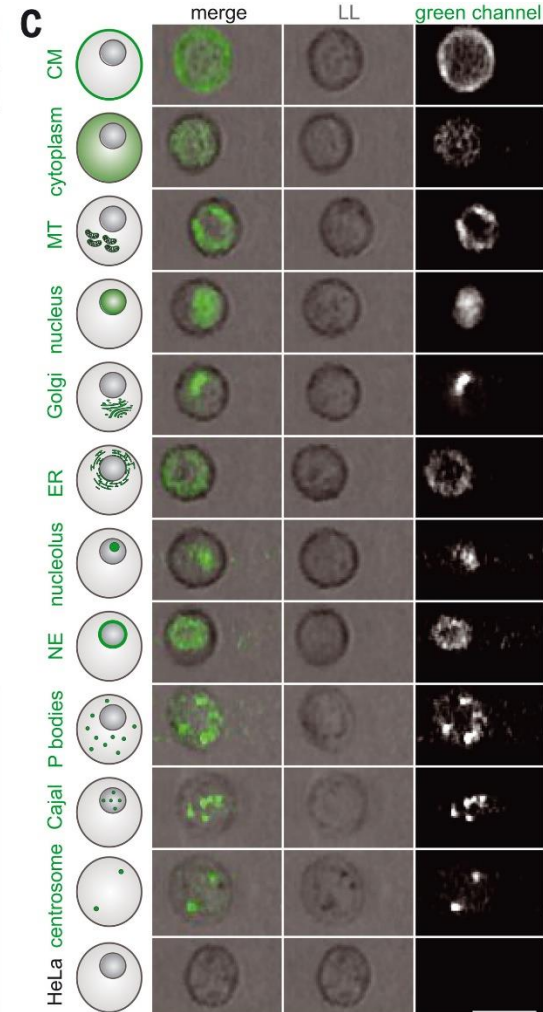 C
merge LL green channel
CM
cytoplasm
MT
nucleus
Golgi
ER
nucleolus
NE
P bodies
Cajal
centrosome
HeLa